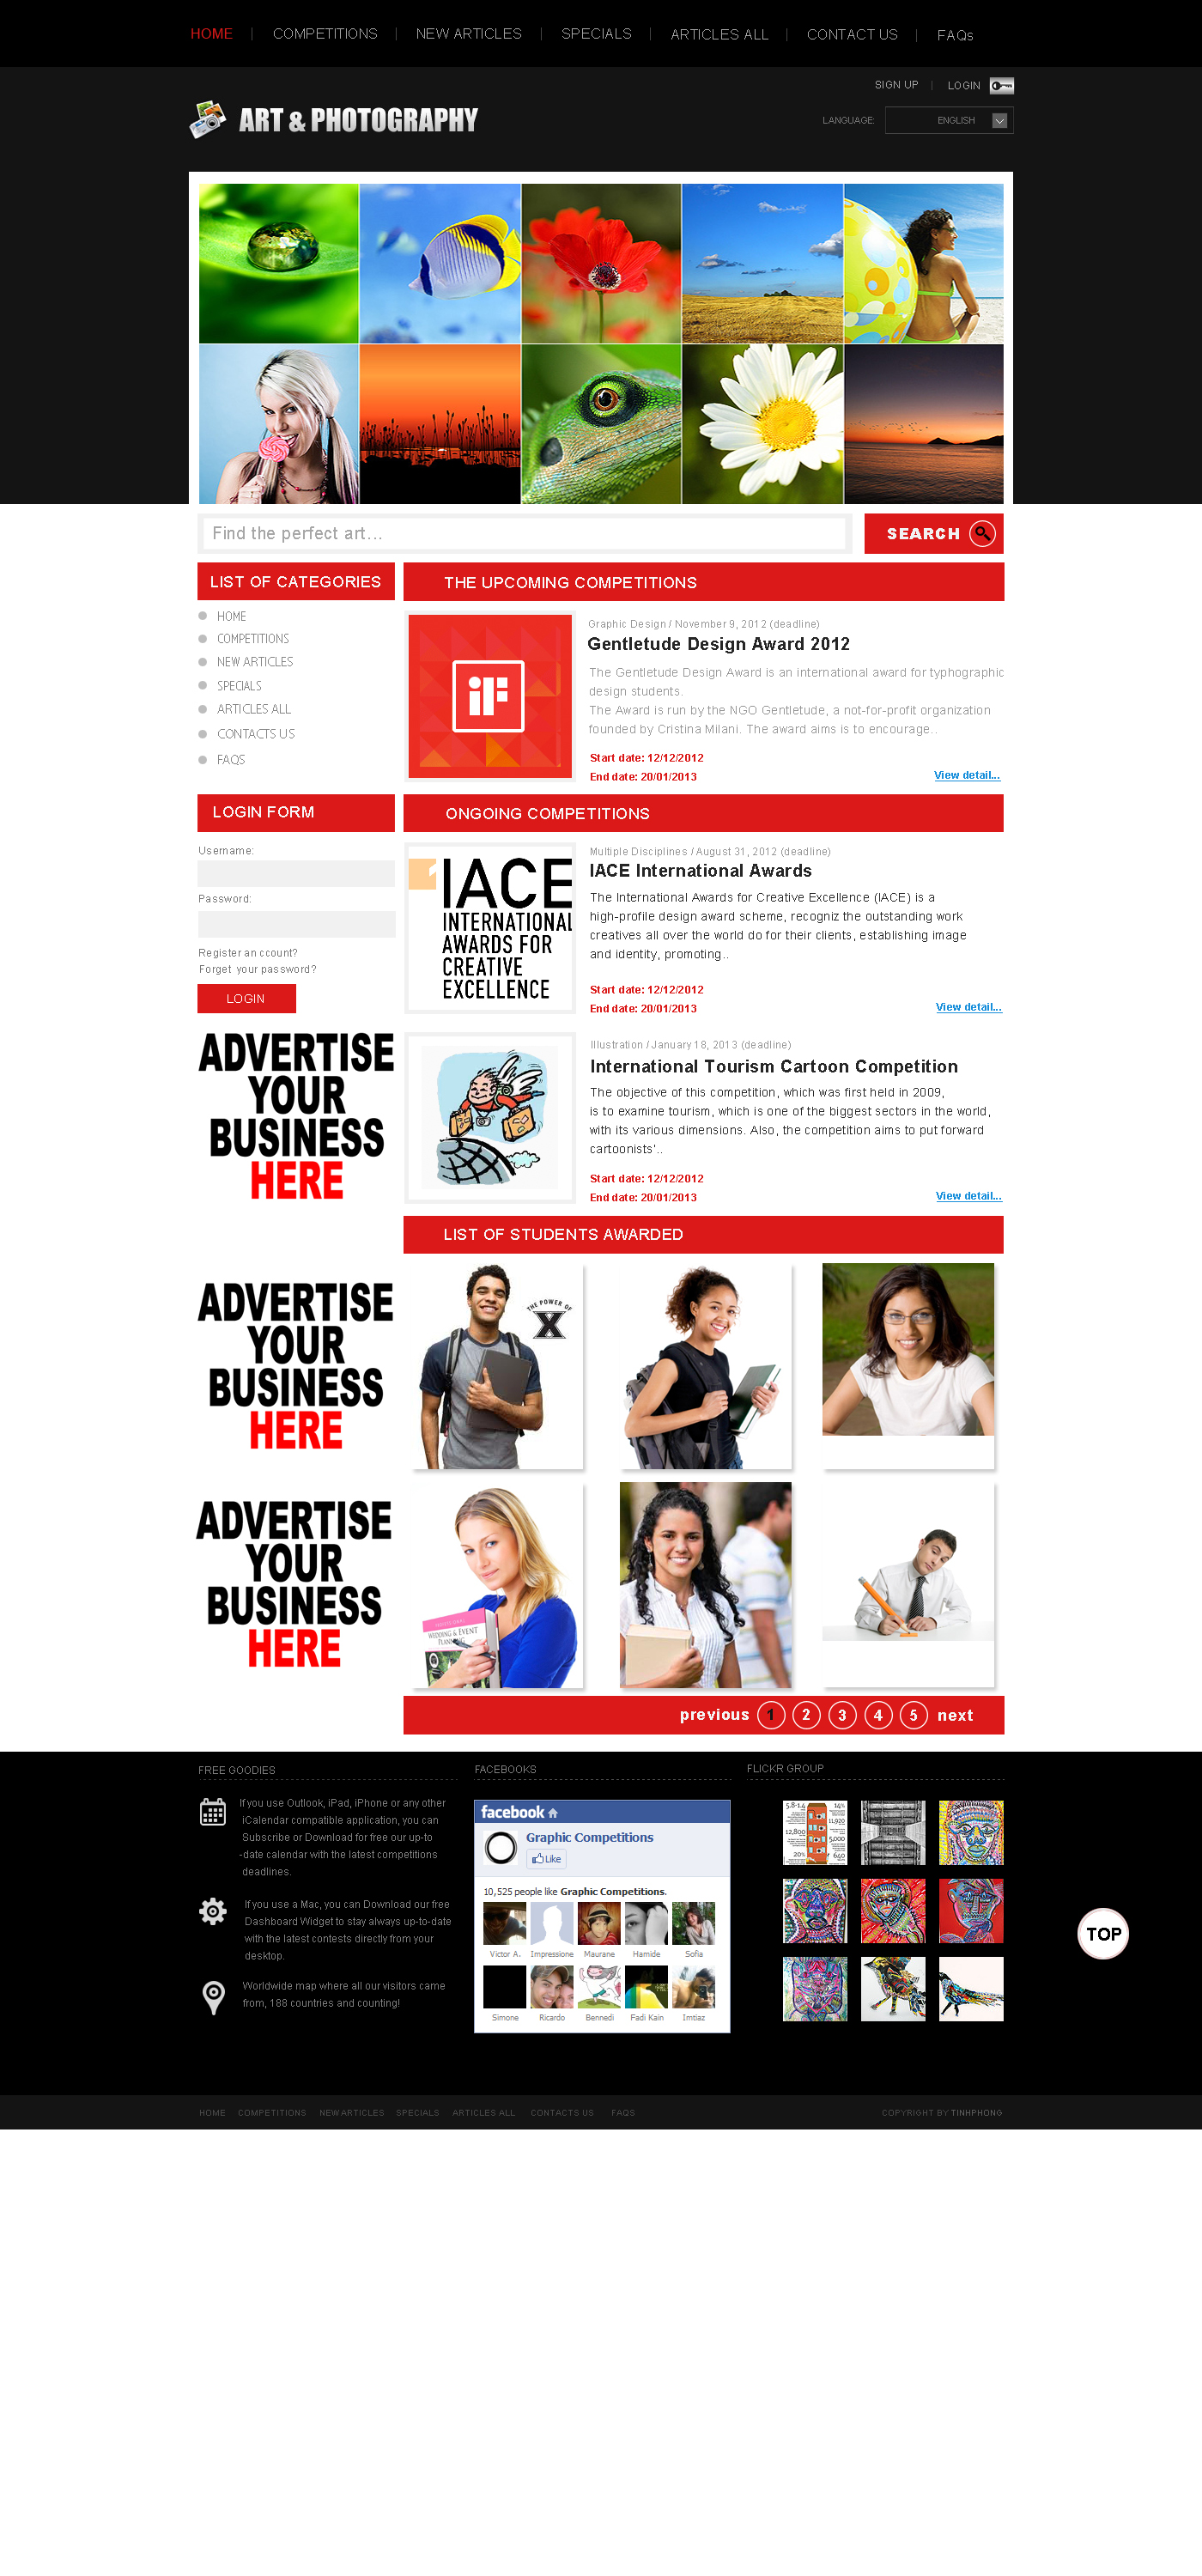 HOME
COMPETITIONS
NEW ARTICLES
SPECIALS
ARTICLES ALL
CONTACT US
FAQs
SIGN UP
LOGIN
ART & PHOTOGRAPHY
LANGUAGE:
ENGLISH
Find the perfect art...
SEARCH
LIST OF CATEGORIES
HOME
COMPETITIONS
NEW ARTICLES
SPECIALS
ARTICLES ALL
CONTACTS US
FAQS
THE UPCOMING COMPETITIONS
iF
Graphic Design / November 9, 2012 (deadline)
Gentletude Design Award 2012
The Gentletude Design Award is an international award for typhographic
design students.
The Award is run by the NGO Gentletude, a not-for-profit organization
founded by Cristina Milani. The award aims is to encourage..
Start date: 12/12/2012
End date: 20/01/2013
View detail...
LOGIN FORM
Username:
Password:
Register an ccount?
Forget your password?
LOGIN
ONGOING COMPETITIONS
IACE
INTERNATIONAL
AWARDS FOR
CREATIVE
EXCELLENCE
Multiple Disciplines / August 31, 2012 (deadline)
IACE International Awards
The International Awards for Creative Excellence (IACE) is a
high-profile design award scheme, recogniz the outstanding work
creatives all over the world do for their clients, establishing image
and identity, promoting..
Start date: 12/12/2012
End date: 20/01/2013
View detail...
Illustration / January 18, 2013 (deadline)
International Tourism Cartoon Competition
The objective of this competition, which was first held in 2009,
is to examine tourism, which is one of the biggest sectors in the world,
with its various dimensions. Also, the competition aims to put forward
cartoonists'..
Start date: 12/12/2012
End date: 20/01/2013
View detail...
ADVERTISE
YOUR
BUSINESS
HERE
LIST OF STUDENTS AWARDED
THE POWER OF
X
ADVERTISE
YOUR
BUSINESS
HERE
ADVERTISE
YOUR
BUSINESS
HERE
WEDDING & EVENT
previous 1 2 3 4 5 next
FREE GOODIES
If you use Outlook, iPad, iPhone or any other
iCalendar compatible application, you can
Subscribe or Download for free our up-to
-date calendar with the latest competitions
deadlines.
If you use a Mac, you can Download our free
Dashboard Widget to stay always up-to-date
with the latest contests directly from your
desktop.
Worldwide map where all our visitors came
from, 188 countries and counting!
FACEBOOKS
facebook
Graphic Competitions
Like
10,525 people like Graphic Competitions.
Victor A. Impressione Maurane Hamide Sofia
Simone Ricardo Bennedi Fadi Kain Imtiaz
FLICKR GROUP
5.8-1.4 14%
12,800 11,920
5,000
20% 640
TOP
HOME COMPETITIONS NEW ARTICLES SPECIALS ARTICLES ALL CONTACTS US FAQS
COPYRIGHT BY TINHPHONG